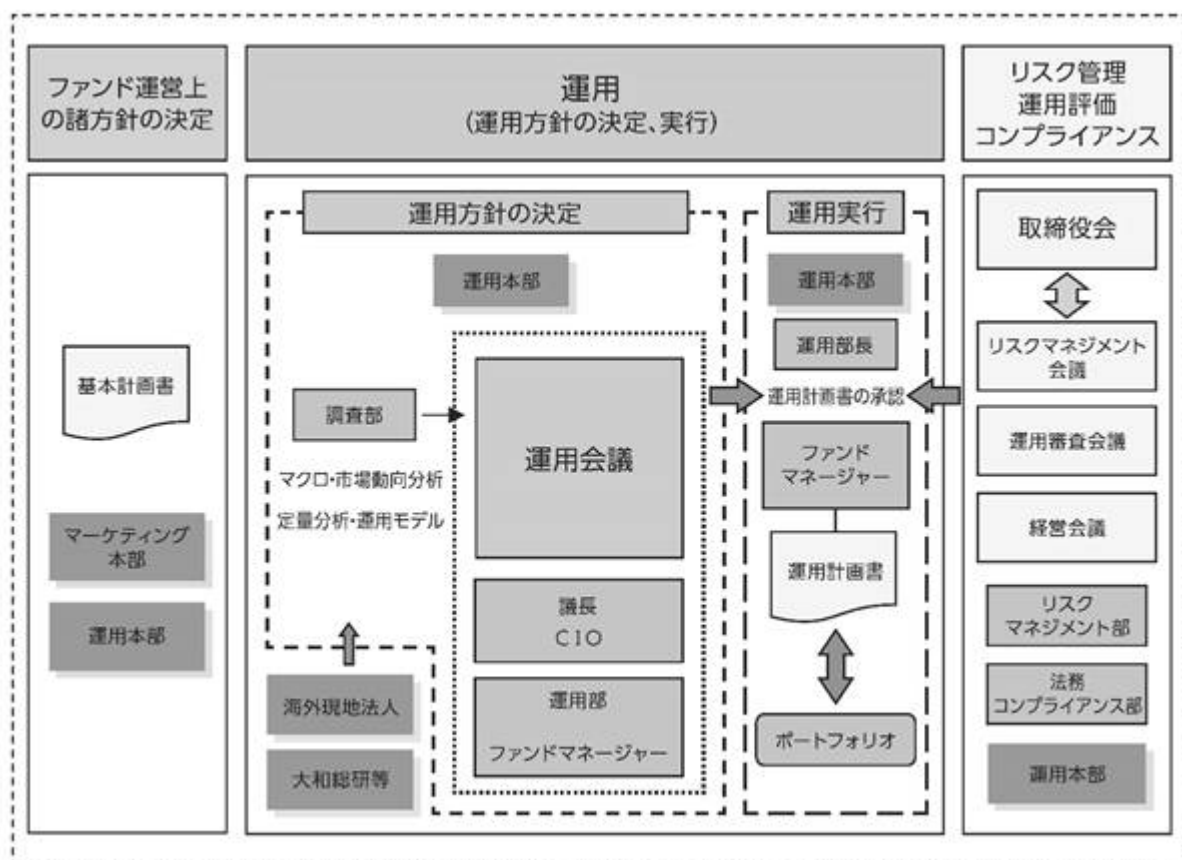 ファンド運営上
の諸方針の決定
運用
(運用方針の決定、実行)
リスク管理
運用評価
コンプライアンス
基本計画書
マーケティング
本部
運用本部
運用方針の決定
運用本部
調査部
マクロ・市場動向分析
定量分析・運用モデル
運用会議
議長
CIO
運用部
ファンドマネージャー
海外現地法人
大和総研等
運用実行
運用本部
運用部長
運用計画書の承認
ファンド
マネージャー
運用計画書
ポートフォリオ
取締役会
リスクマネジメント
会議
運用審査会議
経営会議
リスク
マネジメント部
法務
コンプライアンス部
運用本部